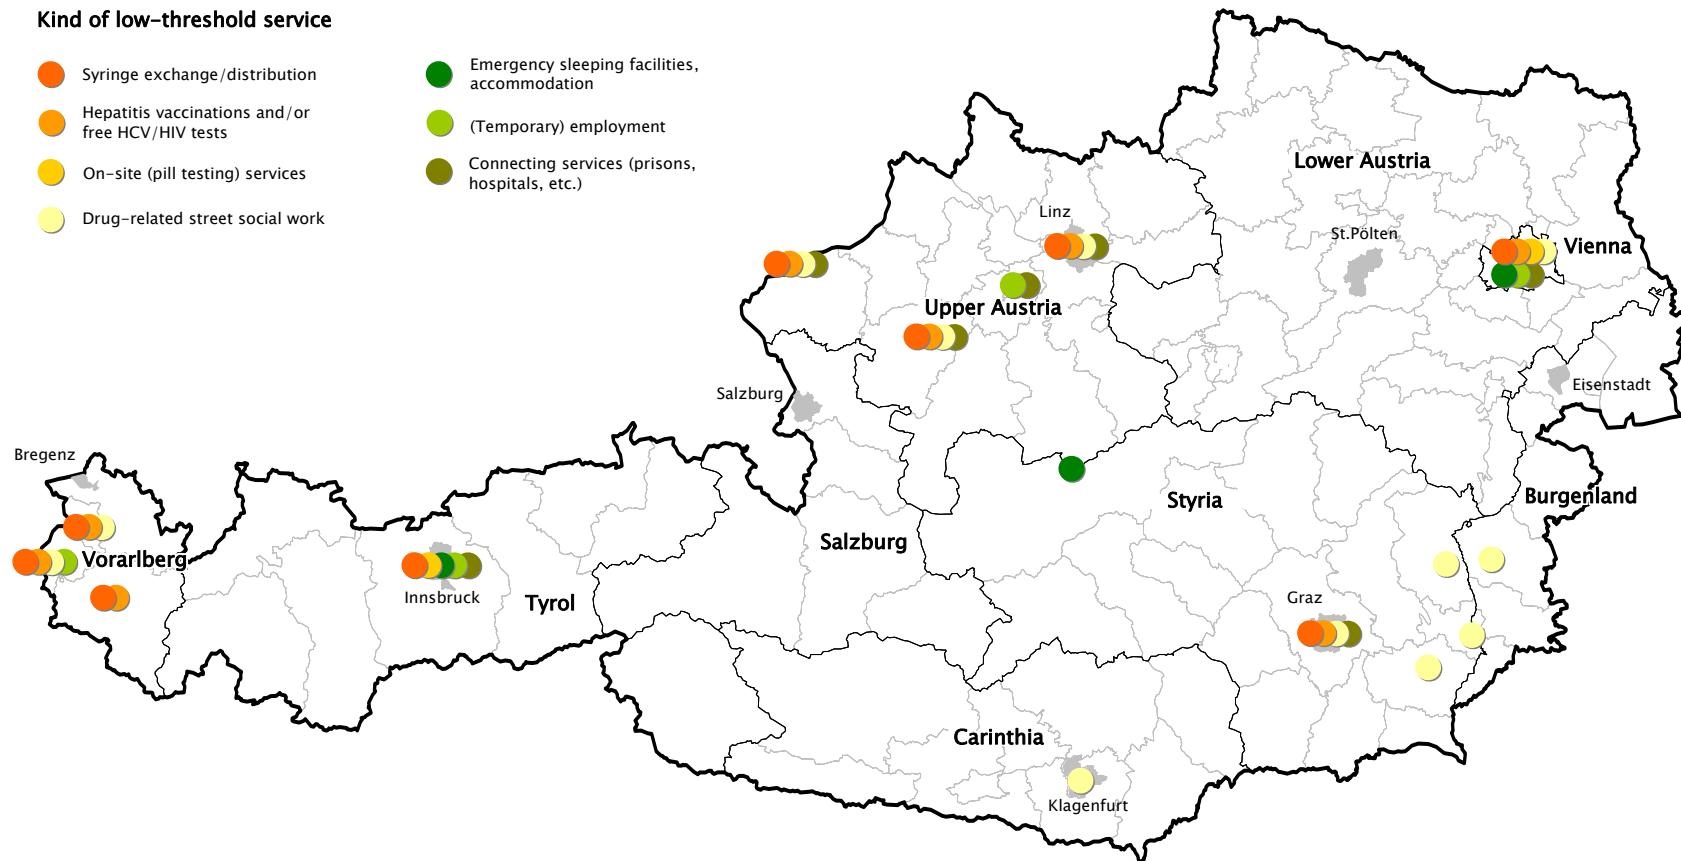 Kind of low-threshold service
Syringe exchange/distribution
Hepatitis vaccinations and/or
free HCV/HIV tests
On-site (pill testing) services
Drug-related street social work
Emergency sleeping facilities,
accommodation
(Temporary) employment
Connecting services (prisons,
hospitals, etc.)
Lower Austria
Linz
St.Pölten
Vienna
Upper Austria
Salzburg
Eisenstadt
Bregenz
Styria
Burgenland
Salzburg
Vorarlberg
Innsbruck
Tyrol
Graz
Carinthia
Klagenfurt